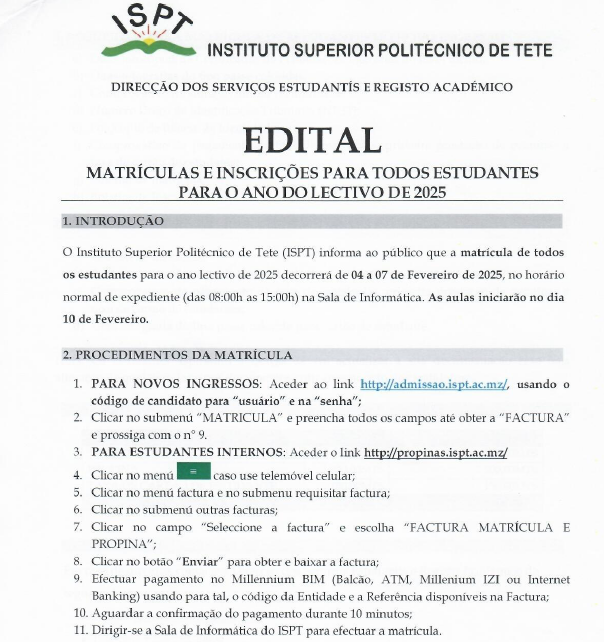 ISPT
INSTITUTO SUPERIOR POLITÉCNICO DE TETE
DIRECÇÃO DOS SERVIÇOS ESTUDANTÍS E REGISTO ACADÉMICO
EDITAL
MATRÍCULAS E INSCRIÇÕES PARA TODOS ESTUDANTES
PARA O ANO DO LECTIVO DE 2025
1. INTRODUÇÃO
O Instituto Superior Politécnico de Tete (ISPT) informa ao público que a matrícula de todos
os estudantes para o ano lectivo de 2025 decorrerá de 04 a 07 de Fevereiro de 2025, no horário
normal de expediente (das 08:00h as 15:00h) na Sala de Informática. As aulas iniciarão no dia
10 de Fevereiro.
2. PROCEDIMENTOS DA MATRÍCULA
1. PARA NOVOS INGRESSOS: Aceder ao link http://admissao.ispt.ac.mz/, usando o
código de candidato para "usuário" e na "senha";
2. Clicar no submenú "MATRICULA" e preencha todos os campos até obter a "FACTURA"
e prossiga com o nº 9.
3. PARA ESTUDANTES INTERNOS: Aceder o link http://propinas.ispt.ac.mz/
4. Clicar no menú caso use telemóvel celular;
5. Clicar no menú factura e no submenu requisitar factura;
6. Clicar no submenú outras facturas;
7. Clicar no campo "Seleccione a factura" e escolha "FACTURA MATRÍCULA E
PROPINA";
8. Clicar no botão "Enviar" para obter e baixar a factura;
9. Efectuar pagamento no Millennium BIM (Balcão, ATM, Millenium IZI ou Internet
Banking) usando para tal, o código da Entidade e a Referência disponíveis na Factura;
10. Aguardar a confirmação do pagamento durante 10 minutos;
11. Dirigir-se a Sala de Informática do ISPT para efectuar a matrícula.